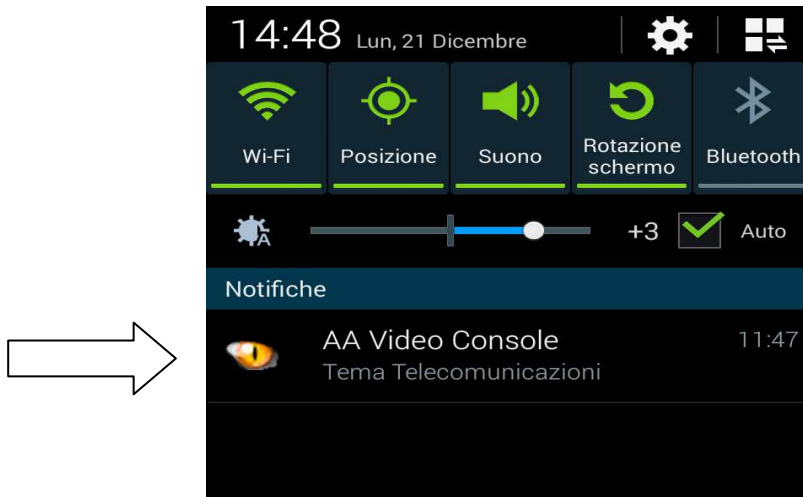 14:48 Lun, 21 Dicembre
Wi-Fi Posizione Suono Rotazione schermo Bluetooth
A +3 Auto
Notifiche
AA Video Console 11:47
Tema Telecomunicazioni